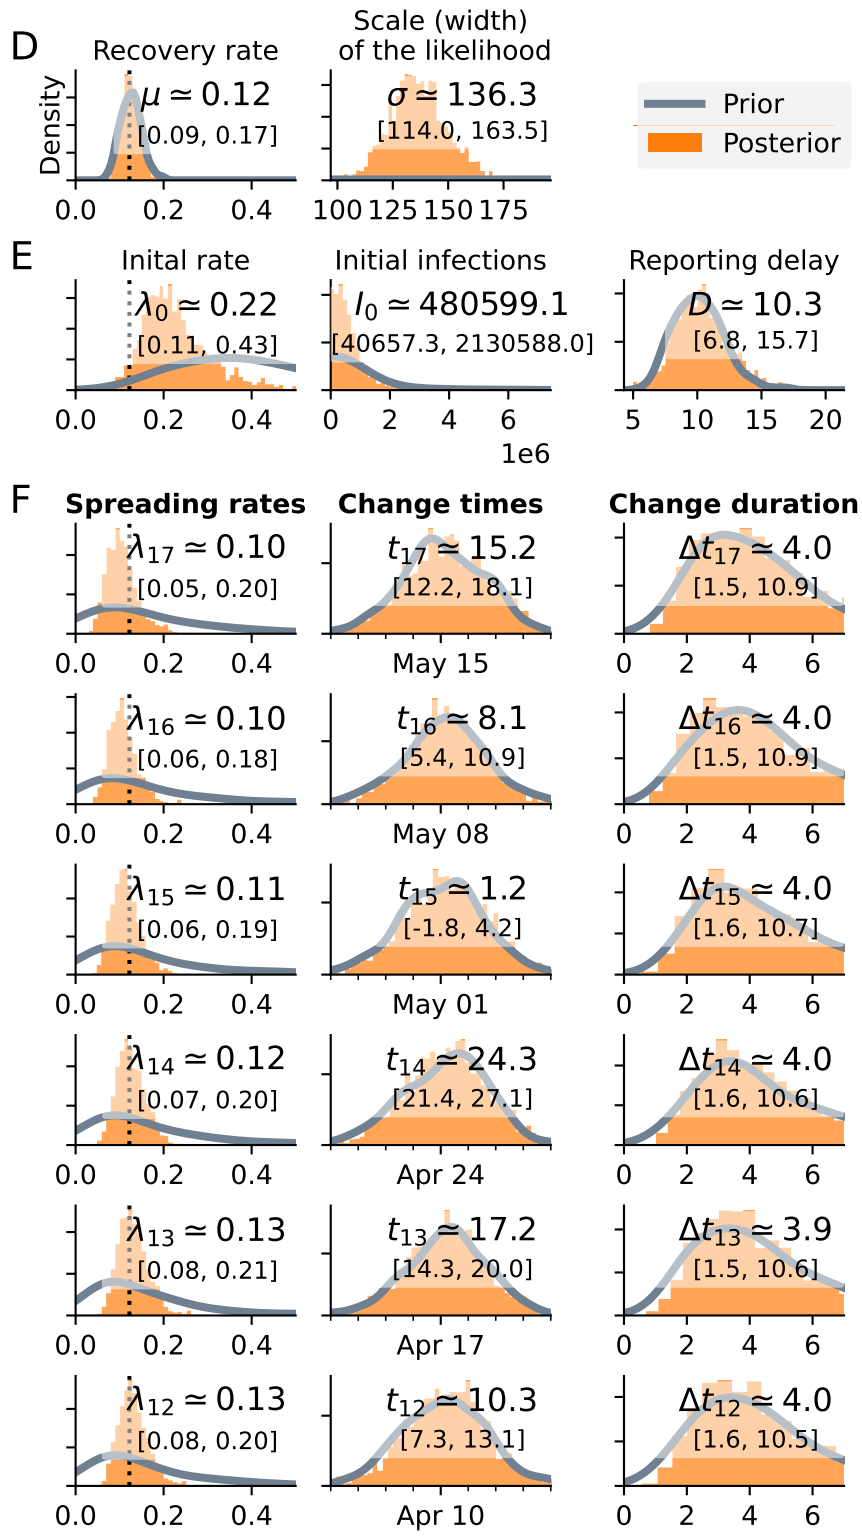 D
Recovery rate
Scale (width)
of the likelihood
Density
μ ≃ 0.12
[0.09, 0.17]
0.0 0.2 0.4
σ ≃ 136.3
[114.0, 163.5]
100 125 150 175
Prior
Posterior
E
Inital rate
Initial infections
Reporting delay
λ0 ≃ 0.22
[0.11, 0.43]
0.0 0.2 0.4
I0 ≃ 480599.1
[40657.3, 2130588.0]
0 2 4 6
1e6
D ≃ 10.3
[6.8, 15.7]
5 10 15 20
F
Spreading rates
Change times
Change duration
λ17 ≃ 0.10
[0.05, 0.20]
0.0 0.2 0.4
t17 ≃ 15.2
[12.2, 18.1]
May 15
Δt17 ≃ 4.0
[1.5, 10.9]
0 2 4 6
λ16 ≃ 0.10
[0.06, 0.18]
0.0 0.2 0.4
t16 ≃ 8.1
[5.4, 10.9]
May 08
Δt16 ≃ 4.0
[1.5, 10.9]
0 2 4 6
λ15 ≃ 0.11
[0.06, 0.19]
0.0 0.2 0.4
t15 ≃ 1.2
[-1.8, 4.2]
May 01
Δt15 ≃ 4.0
[1.6, 10.7]
0 2 4 6
λ14 ≃ 0.12
[0.07, 0.20]
0.0 0.2 0.4
t14 ≃ 24.3
[21.4, 27.1]
Apr 24
Δt14 ≃ 4.0
[1.6, 10.6]
0 2 4 6
λ13 ≃ 0.13
[0.08, 0.21]
0.0 0.2 0.4
t13 ≃ 17.2
[14.3, 20.0]
Apr 17
Δt13 ≃ 3.9
[1.5, 10.6]
0 2 4 6
λ12 ≃ 0.13
[0.08, 0.20]
0.0 0.2 0.4
t12 ≃ 10.3
[7.3, 13.1]
Apr 10
Δt12 ≃ 4.0
[1.6, 10.5]
0 2 4 6